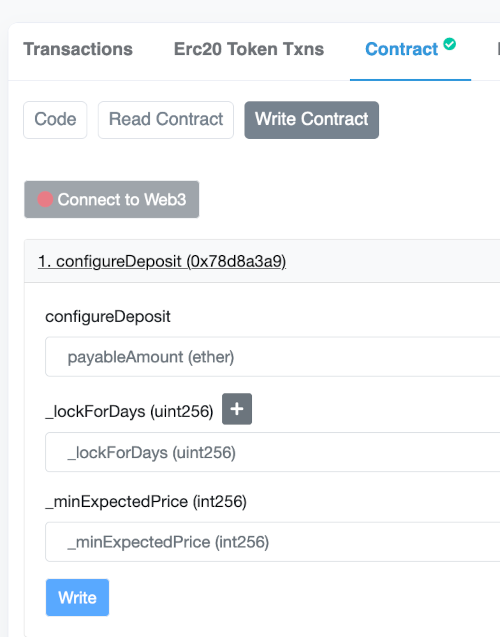 Transactions Erc20 Token Txns Contract
Code Read Contract Write Contract
Connect to Web3
1. configureDeposit (0x78d8a3a9)
configureDeposit
payableAmount (ether)
_lockForDays (uint256) +
_lockForDays (uint256)
_minExpectedPrice (int256)
_minExpectedPrice (int256)
Write